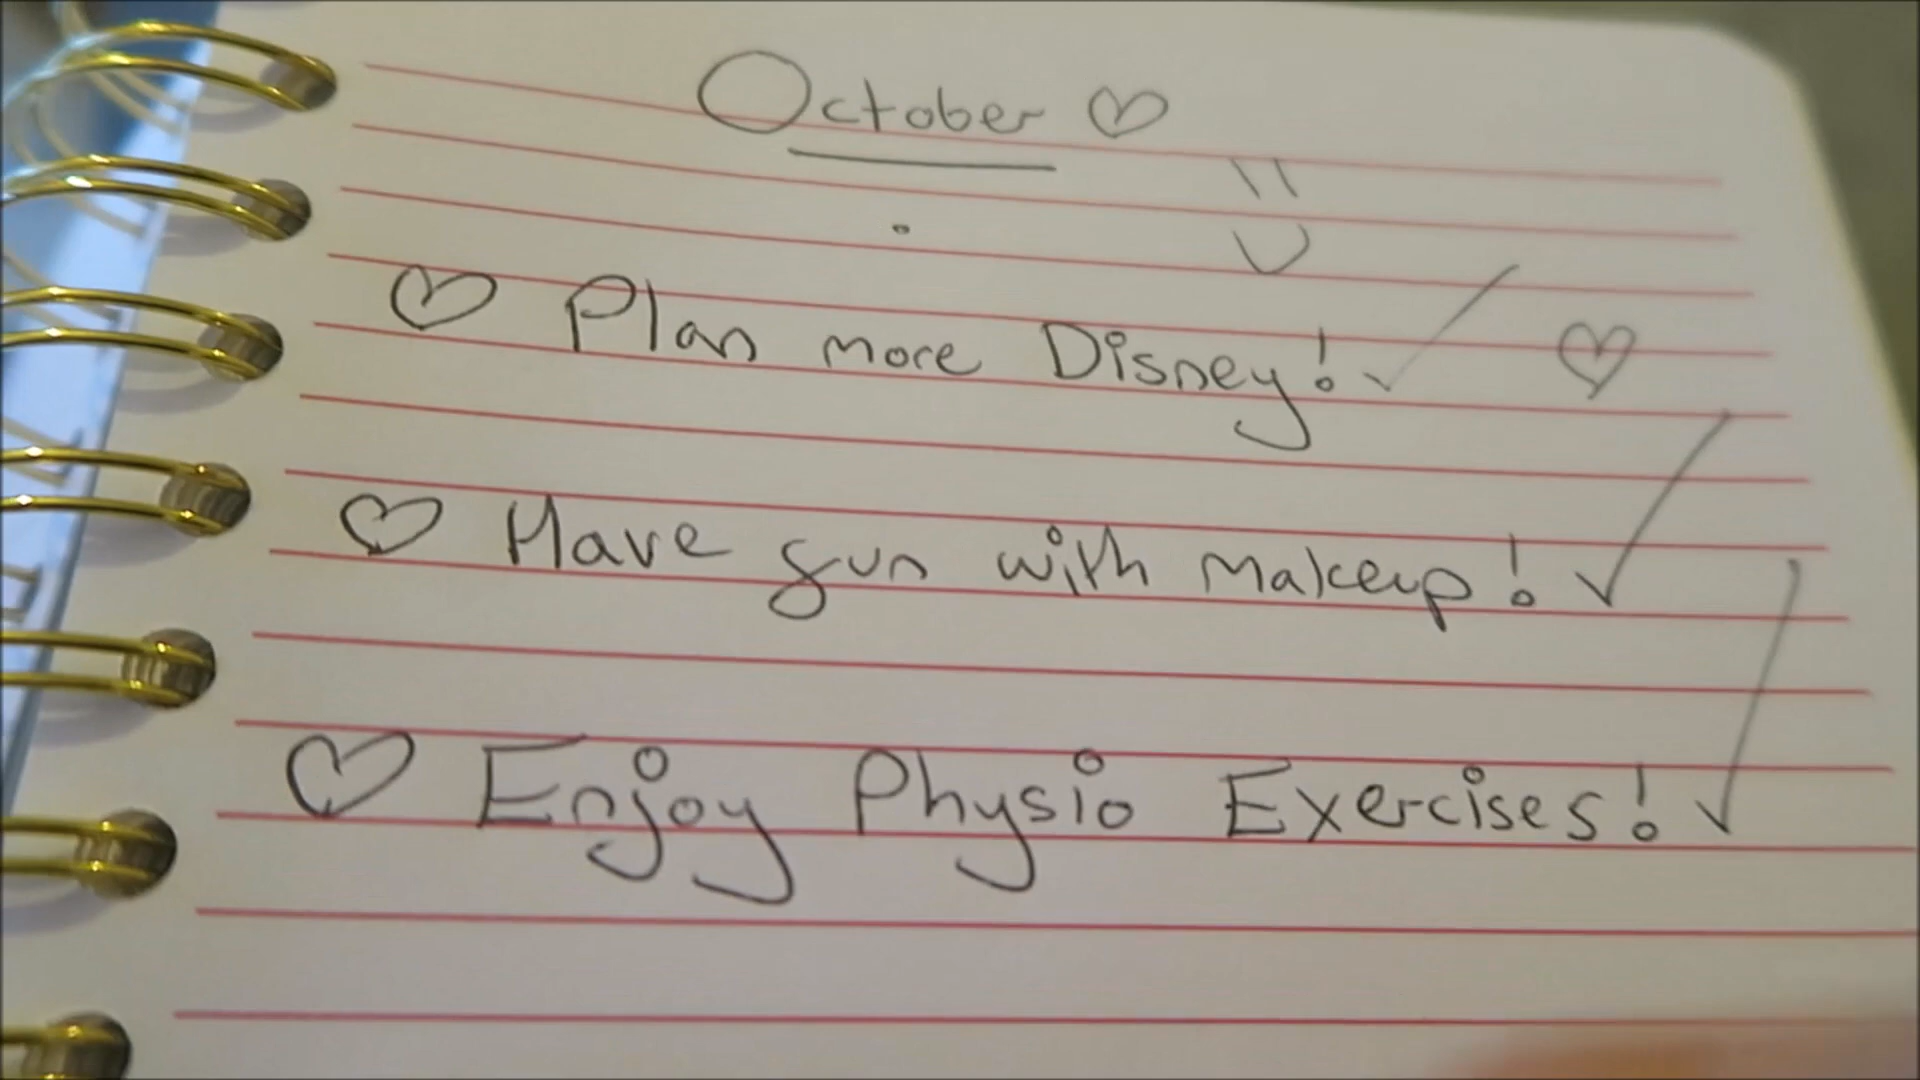 October ♡
♡ Plan more Disney! ✓ ♡
♡ Have fun with makeup! ✓
♡ Enjoy Physio Exercises! ✓